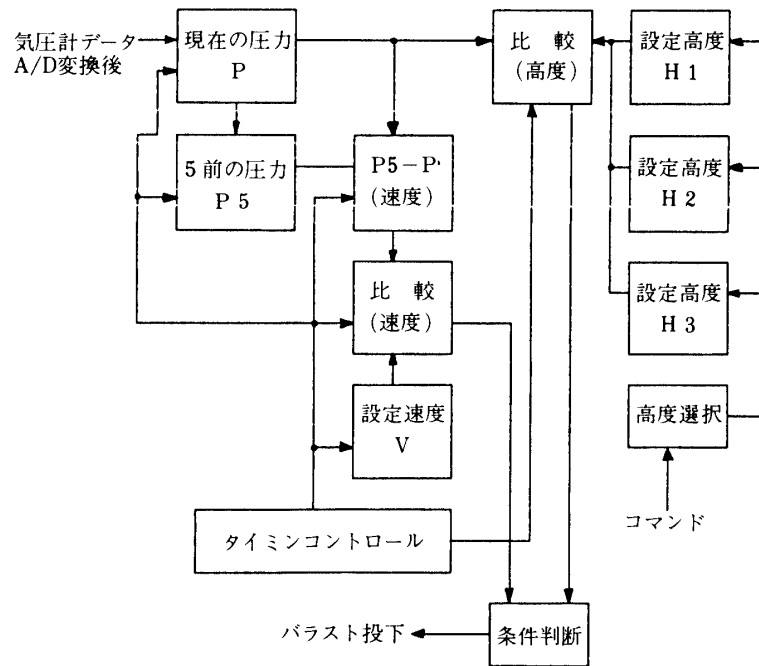 気圧計データ
A/D変換後
現在の圧力
P
比 較
(高度)
設定高度
H 1
5 前の圧力
P 5
P5－P'
(速度)
設定高度
H 2
比 較
(速度)
設定高度
H 3
設定速度
V
高度選択
コマンド
タイミンコントロール
バラスト投下
条件判断